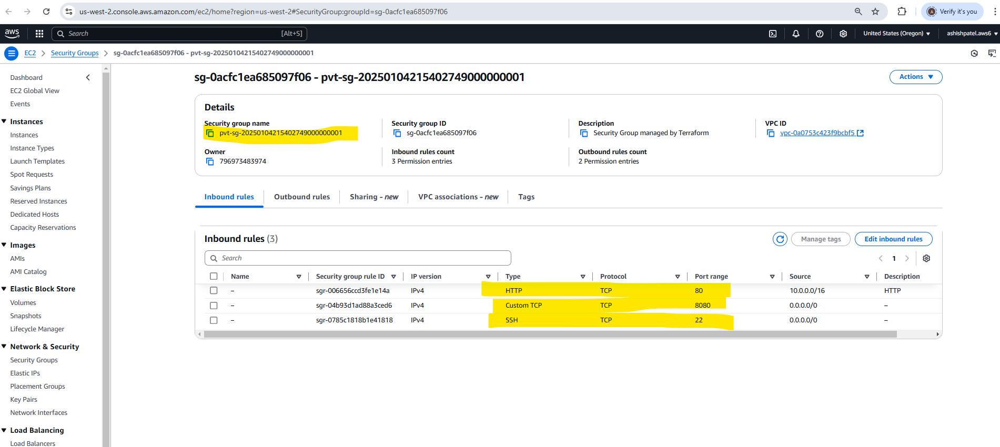 us-west-2.console.aws.amazon.com/ec2/home?region=us-west-2#SecurityGroup:groupId=sg-0acfc1ea685097f06
A
Verify it's you
aws
Search
[Alt+S]
United States (Oregon)
ashishpatel.aws6
EC2
Security Groups
sg-0acfc1ea685097f06 - pvt-sg-20250104215402749000000001
Dashboard
EC2 Global View
Events
Instances
Instances
Instance Types
Launch Templates
Spot Requests
Savings Plans
Reserved Instances
Dedicated Hosts
Capacity Reservations
Images
AMIs
AMI Catalog
Elastic Block Store
Volumes
Snapshots
Lifecycle Manager
Network & Security
Security Groups
Elastic IPs
Placement Groups
Key Pairs
Network Interfaces
Load Balancing
Load Balancers
sg-0acfc1ea685097f06 - pvt-sg-20250104215402749000000001
Actions
Details
Security group name
pvt-sg-20250104215402749000000001
Security group ID
sg-0acfc1ea685097f06
Description
Security Group managed by Terraform
VPC ID
vpc-0a0753c423f9bcbf5
Owner
796973483974
Inbound rules count
3 Permission entries
Outbound rules count
2 Permission entries
Inbound rules
Outbound rules
Sharing - new
VPC associations - new
Tags
Inbound rules (3)
Manage tags
Edit inbound rules
Search
1
Name Security group rule ID IP version Type Protocol Port range Source Description
– sgr-006656ccd3fe1e14a IPv4 HTTP TCP 80 10.0.0.0/16 HTTP
– sgr-04b93d1ad88a3ced6 IPv4 Custom TCP TCP 8080 0.0.0.0/0 –
– sgr-0785c1818b1e41818 IPv4 SSH TCP 22 0.0.0.0/0 –